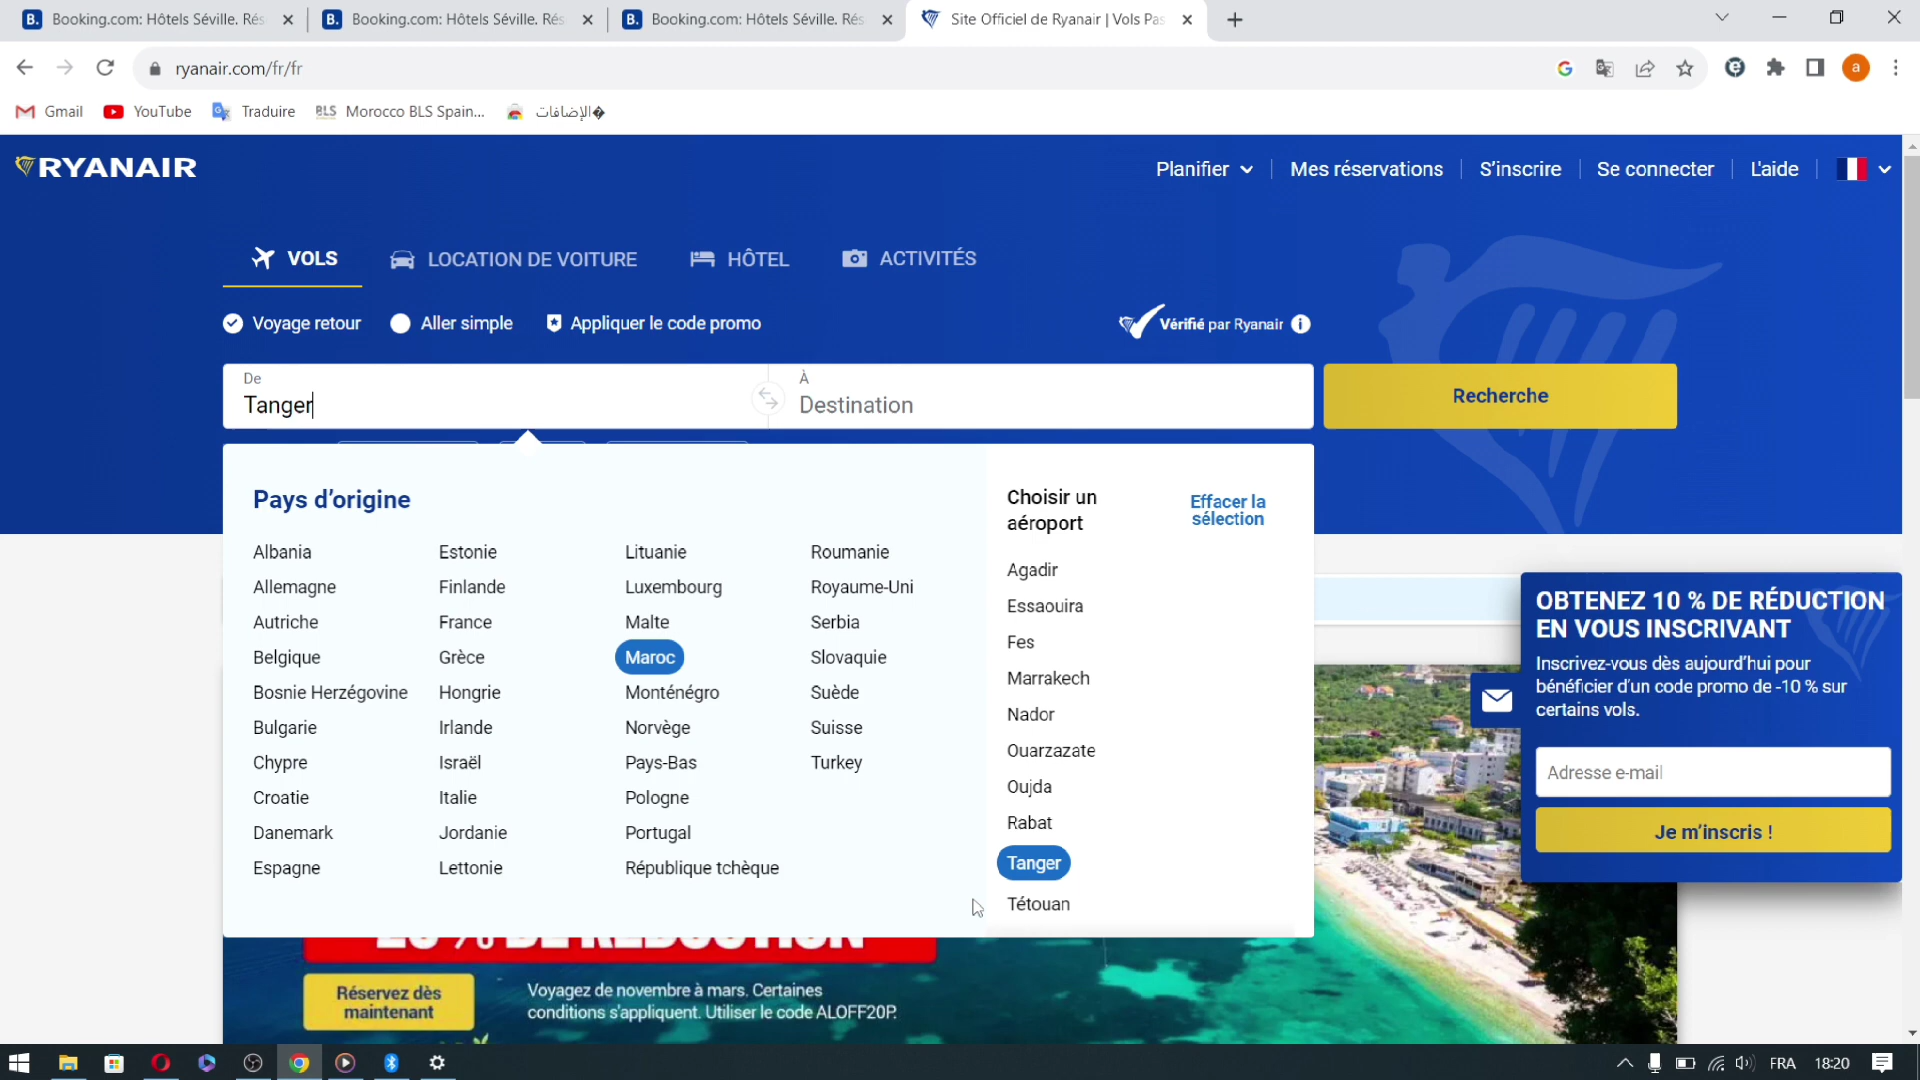 Booking.com: Hôtels Séville. Rés
Booking.com: Hôtels Séville. Rés
Booking.com: Hôtels Séville. Rés
Site Officiel de Ryanair | Vols Pas
ryanair.com/fr/fr
a
Gmail
YouTube
Traduire
BLS Morocco BLS Spain...
الإضافات�
RYANAIR
Planifier
Mes réservations
S'inscrire
Se connecter
L'aide
VOLS
LOCATION DE VOITURE
HÔTEL
ACTIVITÉS
Voyage retour
Aller simple
Appliquer le code promo
Vérifié par Ryanair
De
Tanger
À
Destination
Recherche
Pays d’origine
Albania
Allemagne
Autriche
Belgique
Bosnie Herzégovine
Bulgarie
Chypre
Croatie
Danemark
Espagne
Estonie
Finlande
France
Grèce
Hongrie
Irlande
Israël
Italie
Jordanie
Lettonie
Lituanie
Luxembourg
Malte
Maroc
Monténégro
Norvège
Pays-Bas
Pologne
Portugal
République tchèque
Roumanie
Royaume-Uni
Serbia
Slovaquie
Suède
Suisse
Turkey
Choisir un
aéroport
Effacer la
sélection
Agadir
Essaouira
Fes
Marrakech
Nador
Ouarzazate
Oujda
Rabat
Tanger
Tétouan
OBTENEZ 10 % DE RÉDUCTION
EN VOUS INSCRIVANT
Inscrivez-vous dès aujourd’hui pour
bénéficier d’un code promo de -10 % sur
certains vols.
Adresse e-mail
Je m’inscris !
20 % DE RÉDUCTION
Réservez dès
maintenant
Voyagez de novembre à mars. Certaines
conditions s'appliquent. Utiliser le code ALOFF20P.
FRA
18:20